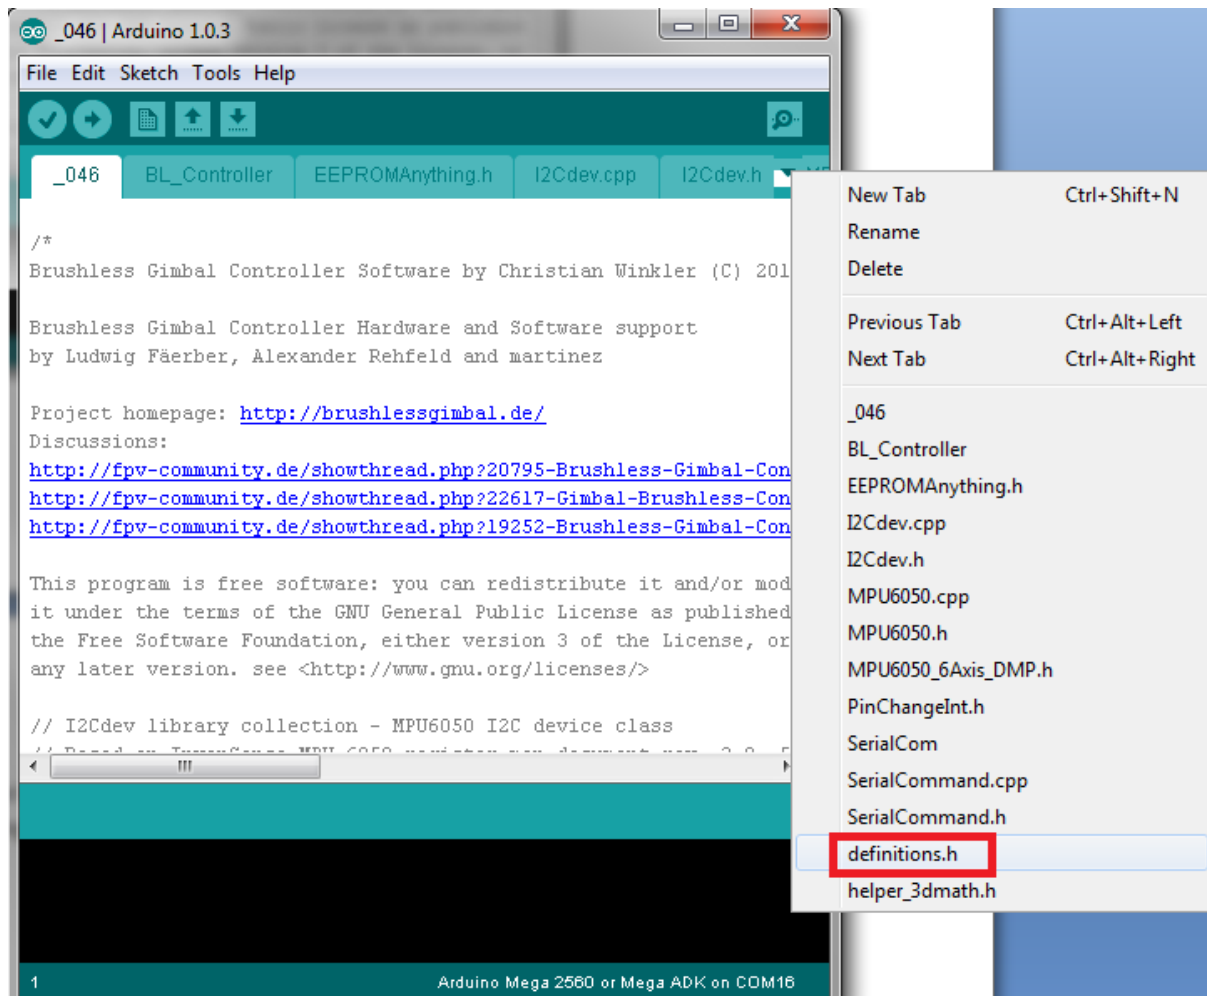 _046 | Arduino 1.0.3
File Edit Sketch Tools Help
_046 BL_Controller EEPROMAnything.h I2Cdev.cpp I2Cdev.h
/*
Brushless Gimbal Controller Software by Christian Winkler (C) 201
Brushless Gimbal Controller Hardware and Software support
by Ludwig Fäerber, Alexander Rehfeld and martinez
Project homepage: http://brushlessgimbal.de/
Discussions:
http://fpv-community.de/showthread.php?20795-Brushless-Gimbal-Con
http://fpv-community.de/showthread.php?22617-Gimbal-Brushless-Con
http://fpv-community.de/showthread.php?19252-Brushless-Gimbal-Con
This program is free software: you can redistribute it and/or mod
it under the terms of the GNU General Public License as published
the Free Software Foundation, either version 3 of the License, or
any later version. see <http://www.gnu.org/licenses/>
// I2Cdev library collection - MPU6050 I2C device class
1 Arduino Mega 2560 or Mega ADK on COM16
New Tab Ctrl+Shift+N
Rename
Delete
Previous Tab Ctrl+Alt+Left
Next Tab Ctrl+Alt+Right
_046
BL_Controller
EEPROMAnything.h
I2Cdev.cpp
I2Cdev.h
MPU6050.cpp
MPU6050.h
MPU6050_6Axis_DMP.h
PinChangeInt.h
SerialCom
SerialCommand.cpp
SerialCommand.h
definitions.h
helper_3dmath.h